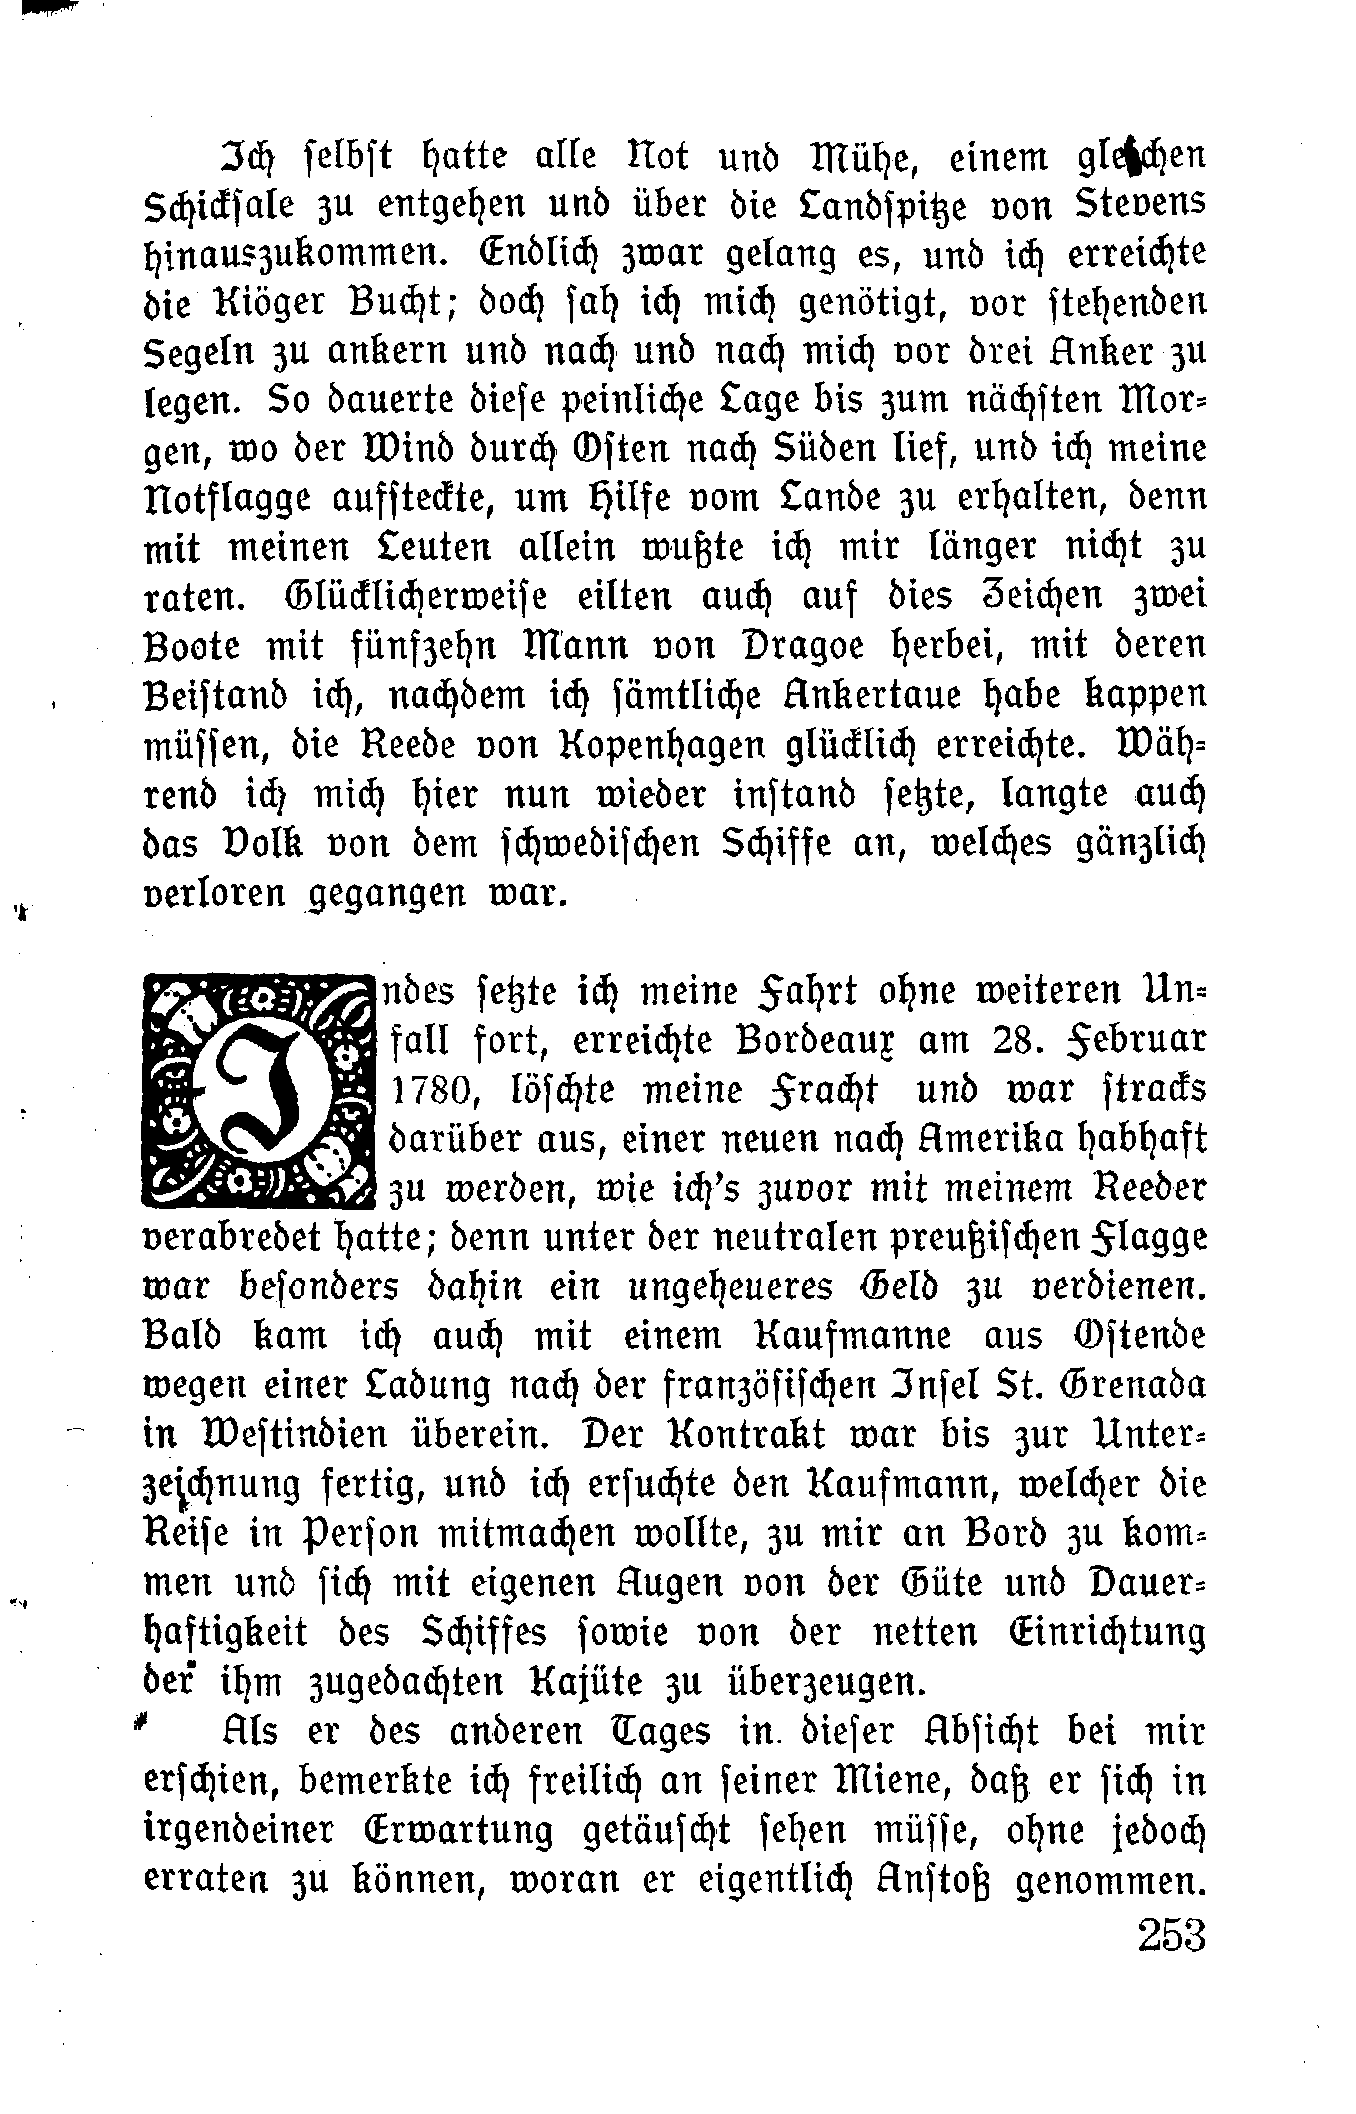 Ich selbst hatte alle Not und Mühe, einem gleichen
Schicksale zu entgehen und über die Landspitze von Stevens
hinauszukommen. Endlich zwar gelang es, und ich erreichte
die Kiöger Bucht; doch sah ich mich genötigt, vor stehenden
Segeln zu ankern und nach und nach mich vor drei Anker zu
legen. So dauerte diese peinliche Lage bis zum nächsten Mor-
gen, wo der Wind durch Osten nach Süden lief, und ich meine
Notflagge aufsteckte, um Hilfe vom Lande zu erhalten, denn
mit meinen Leuten allein wußte ich mir länger nicht zu
raten. Glücklicherweise eilten auch auf dies Zeichen zwei
Boote mit fünfzehn Mann von Dragoe herbei, mit deren
Beistand ich, nachdem ich sämtliche Ankertaue habe kappen
müssen, die Reede von Kopenhagen glücklich erreichte. Wäh-
rend ich mich hier nun wieder instand setzte, langte auch
das Volk von dem schwedischen Schiffe an, welches gänzlich
verloren gegangen war.
Indes setzte ich meine Fahrt ohne weiteren Un-
fall fort, erreichte Bordeaux am 28. Februar
1780, löschte meine Fracht und war stracks
darüber aus, einer neuen nach Amerika habhaft
zu werden, wie ich's zuvor mit meinem Reeder
verabredet hatte; denn unter der neutralen preußischen Flagge
war besonders dahin ein ungeheueres Geld zu verdienen.
Bald kam ich auch mit einem Kaufmanne aus Ostende
wegen einer Ladung nach der französischen Insel St. Grenada
in Westindien überein. Der Kontrakt war bis zur Unter-
zeichnung fertig, und ich ersuchte den Kaufmann, welcher die
Reise in Person mitmachen wollte, zu mir an Bord zu kom-
men und sich mit eigenen Augen von der Güte und Dauer-
haftigkeit des Schiffes sowie von der netten Einrichtung
der ihm zugedachten Kajüte zu überzeugen.
Als er des anderen Tages in dieser Absicht bei mir
erschien, bemerkte ich freilich an seiner Miene, daß er sich in
irgendeiner Erwartung getäuscht sehen müsse, ohne jedoch
erraten zu können, woran er eigentlich Anstoß genommen.
253